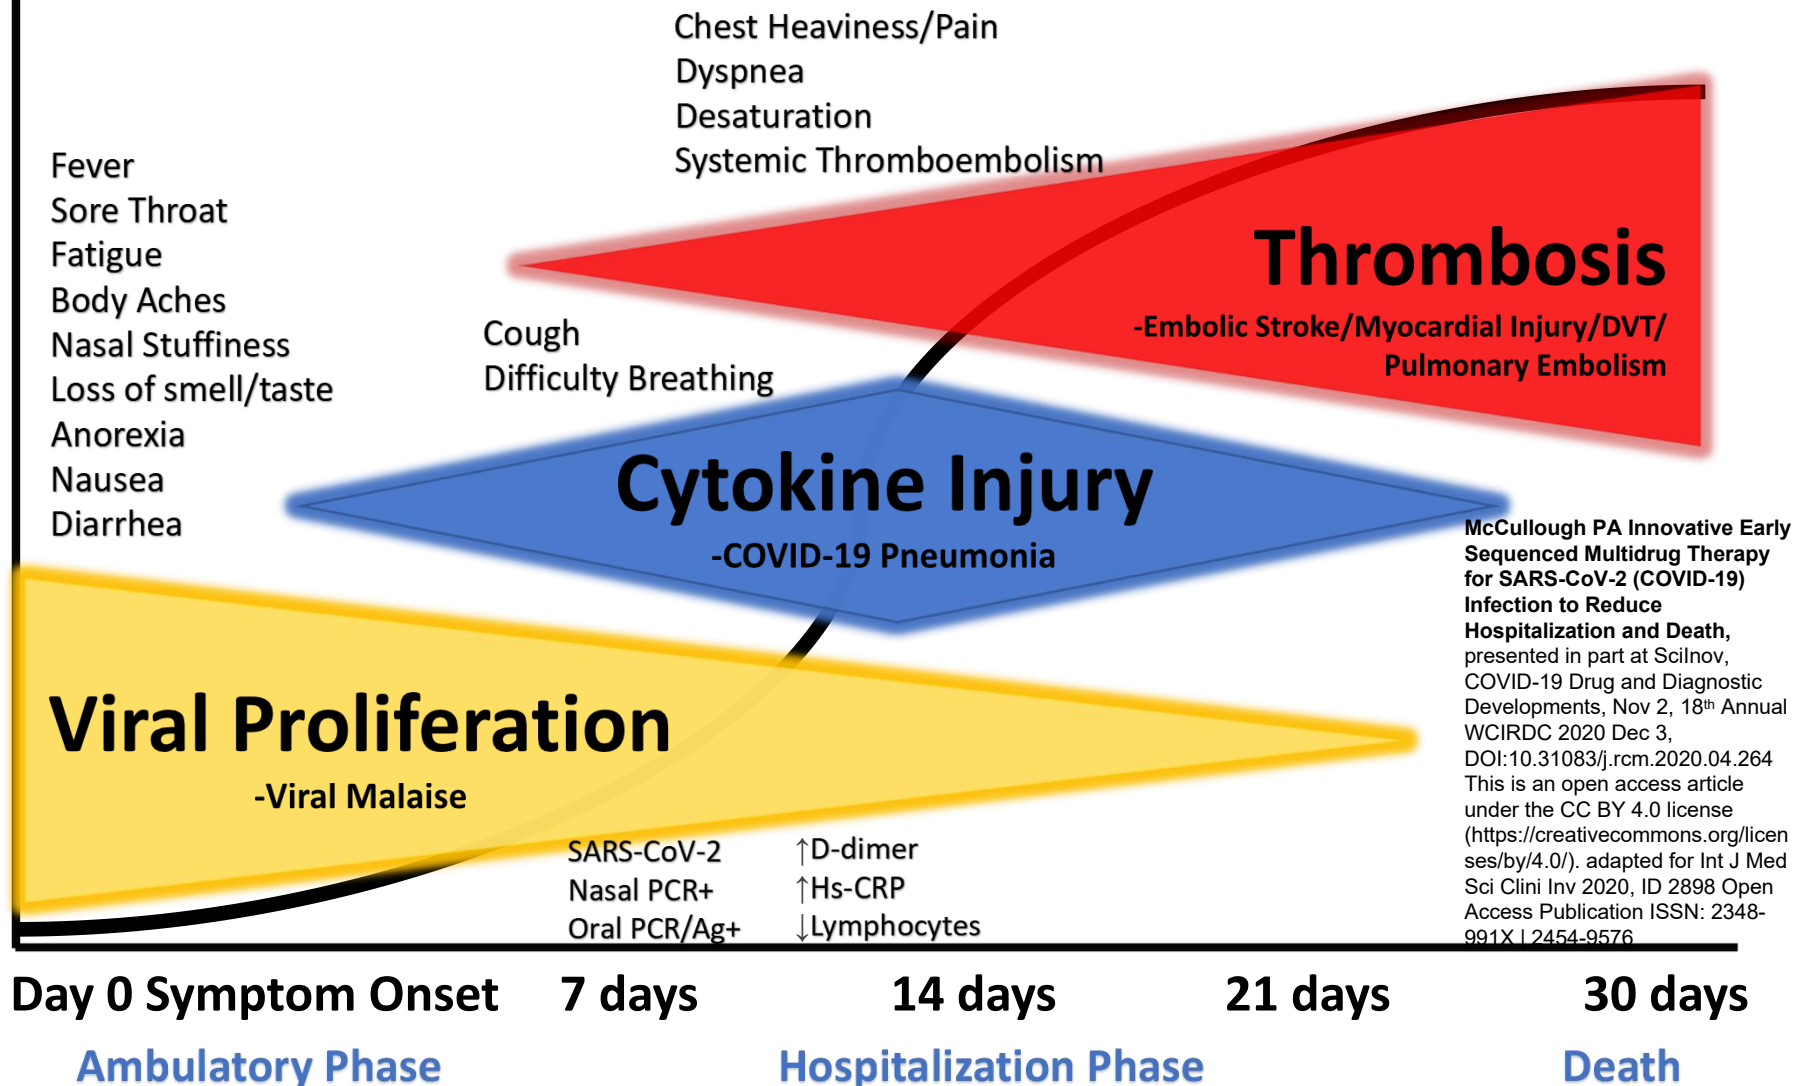 Chest Heaviness/Pain
Dyspnea
Desaturation
Systemic Thromboembolism
Fever
Sore Throat
Fatigue
Body Aches
Nasal Stuffiness
Loss of smell/taste
Anorexia
Nausea
Diarrhea
Cough
Difficulty Breathing
Thrombosis
-Embolic Stroke/Myocardial Injury/DVT/
Pulmonary Embolism
Cytokine Injury
-COVID-19 Pneumonia
Viral Proliferation
-Viral Malaise
SARS-CoV-2
Nasal PCR+
Oral PCR/Ag+
↑D-dimer
↑Hs-CRP
↓Lymphocytes
McCullough PA Innovative Early
Sequenced Multidrug Therapy
for SARS-CoV-2 (COVID-19)
Infection to Reduce
Hospitalization and Death,
presented in part at SciInov,
COVID-19 Drug and Diagnostic
Developments, Nov 2, 18th Annual
WCIRDC 2020 Dec 3,
DOI:10.31083/j.rcm.2020.04.264
This is an open access article
under the CC BY 4.0 license
(https://creativecommons.org/licen
ses/by/4.0/). adapted for Int J Med
Sci Clini Inv 2020, ID 2898 Open
Access Publication ISSN: 2348-
991X | 2454-9576
Day 0 Symptom Onset
7 days
14 days
21 days
30 days
Ambulatory Phase
Hospitalization Phase
Death